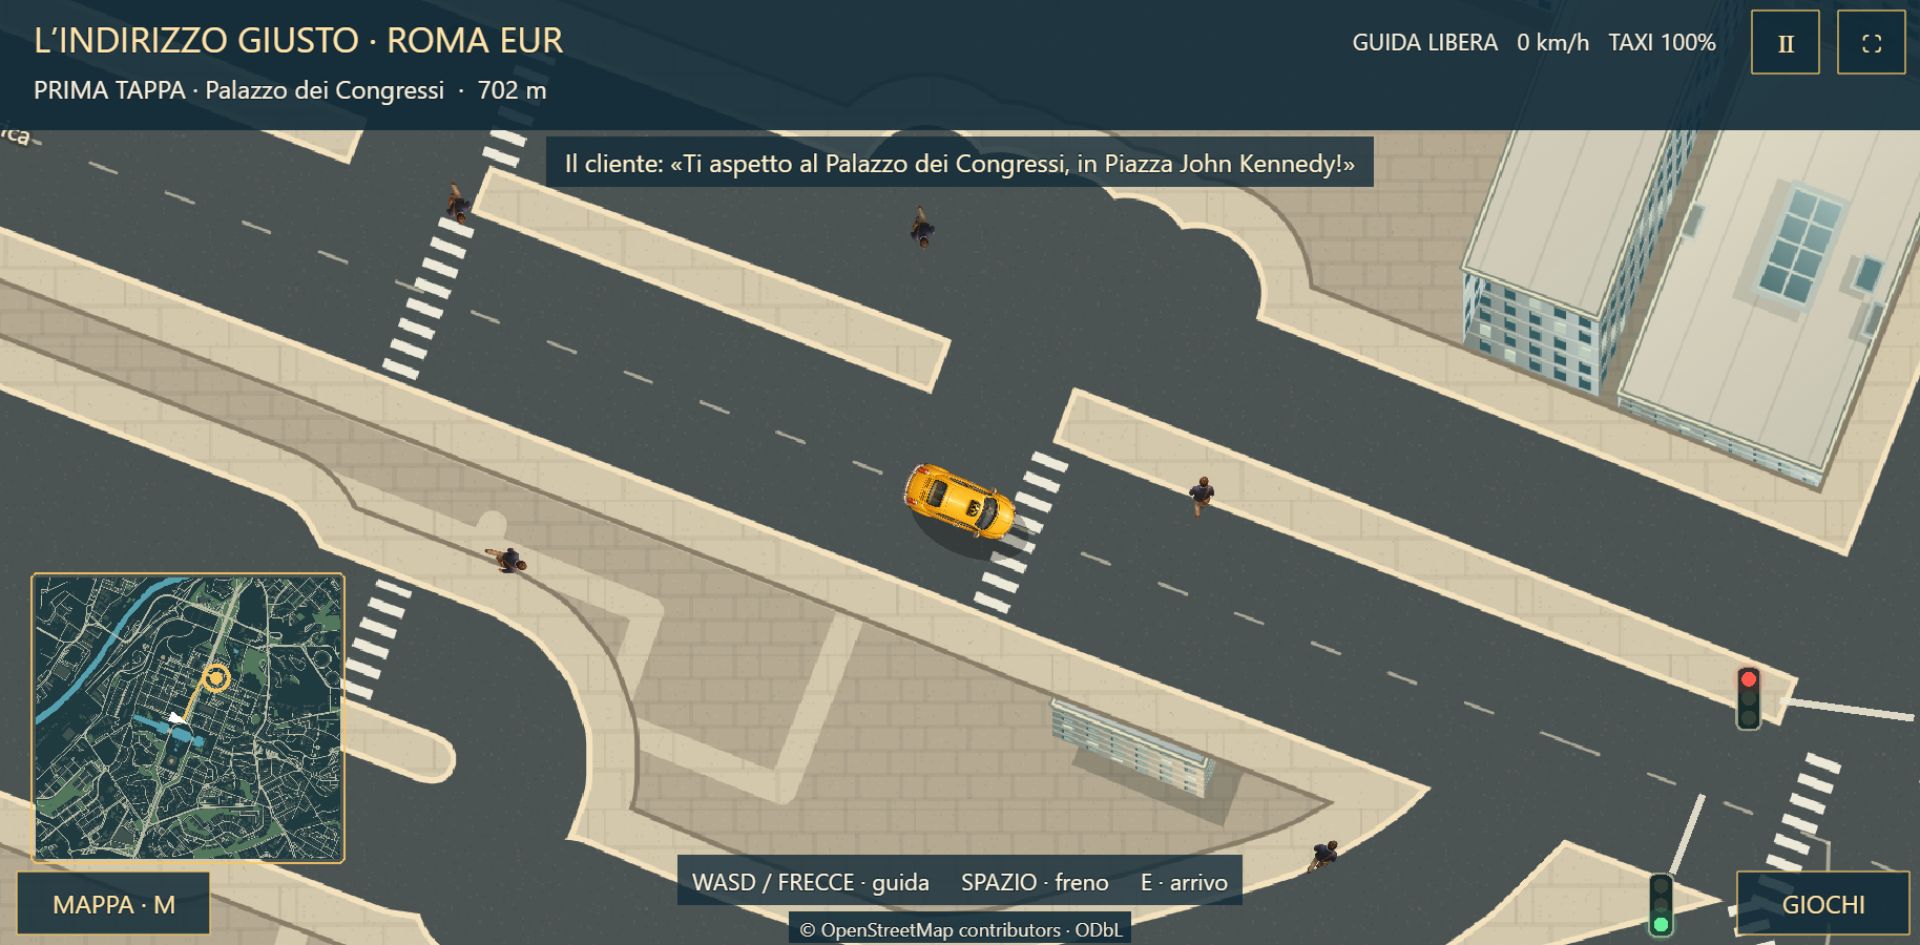 L'INDIRIZZO GIUSTO · ROMA EUR
PRIMA TAPPA · Palazzo dei Congressi · 702 m
GUIDA LIBERA 0 km/h TAXI 100%
II
ica
Il cliente: «Ti aspetto al Palazzo dei Congressi, in Piazza John Kennedy!»
MAPPA · M
WASD / FRECCE · guida SPAZIO · freno E · arrivo
© OpenStreetMap contributors · ODbL
GIOCHI